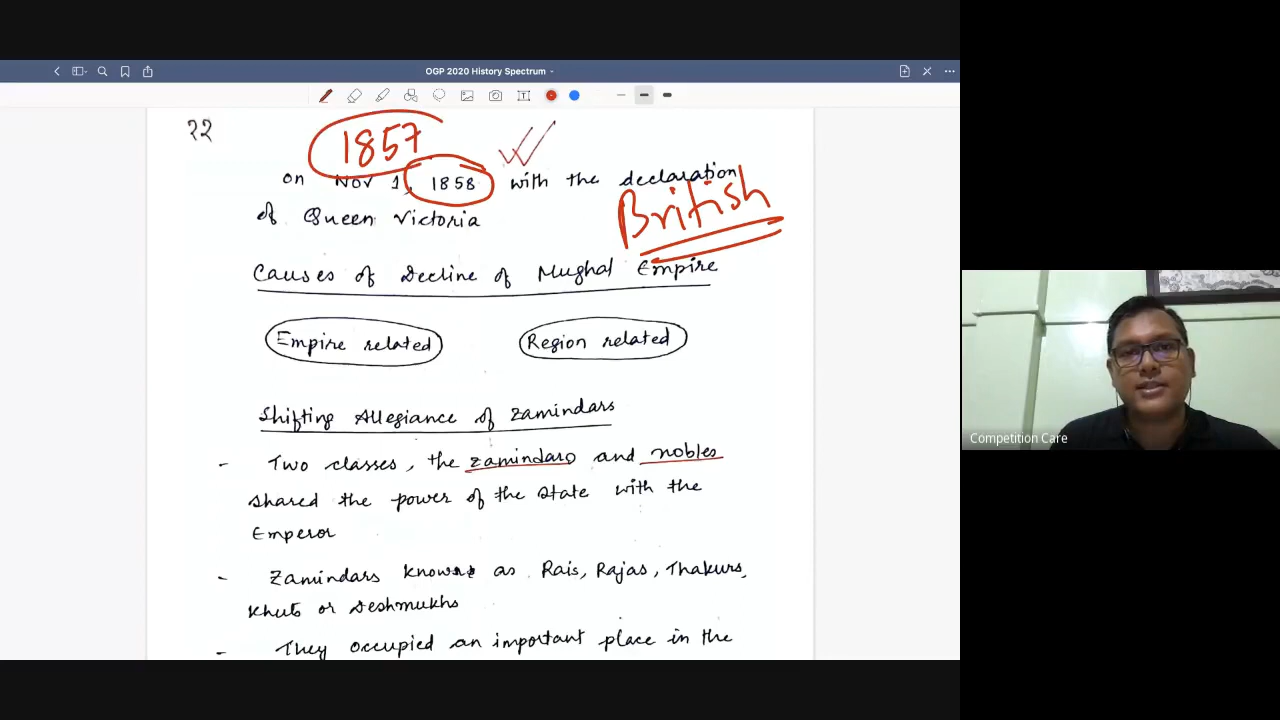 OGP 2020 History Spectrum
22
1857
on Nov 1, 1858 with the declaration
of Queen Victoria
British
Causes of Decline of Mughal Empire
Empire related
Region related
Shifting Allegiance of Zamindars
- Two classes, the zamindars and nobles
shared the power of the state with the
Emperor
- Zamindars known as Rais, Rajas, Thakurs,
Khuts or Deshmukhs
- They occupied an important place in the
Competition Care